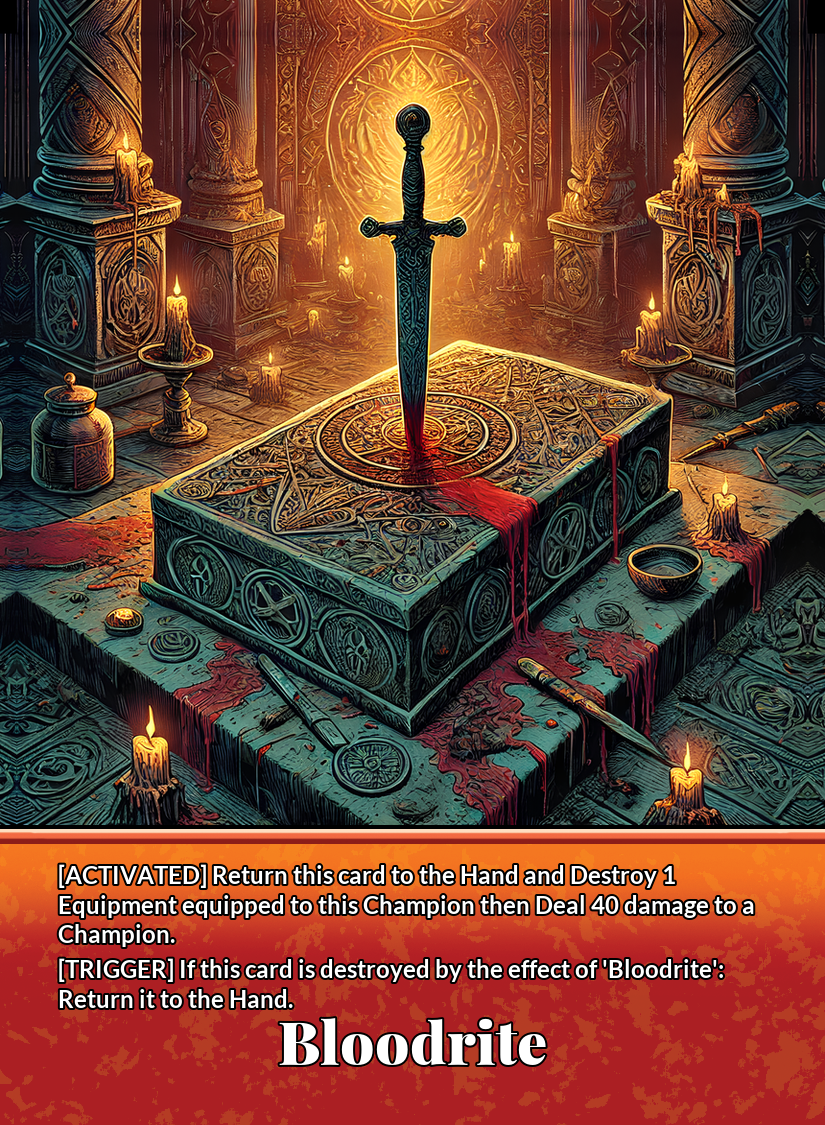 [ACTIVATED] Return this card to the Hand and Destroy 1
Equipment equipped to this Champion then Deal 40 damage to a
Champion.
[TRIGGER] If this card is destroyed by the effect of 'Bloodrite':
Return it to the Hand.
Bloodrite